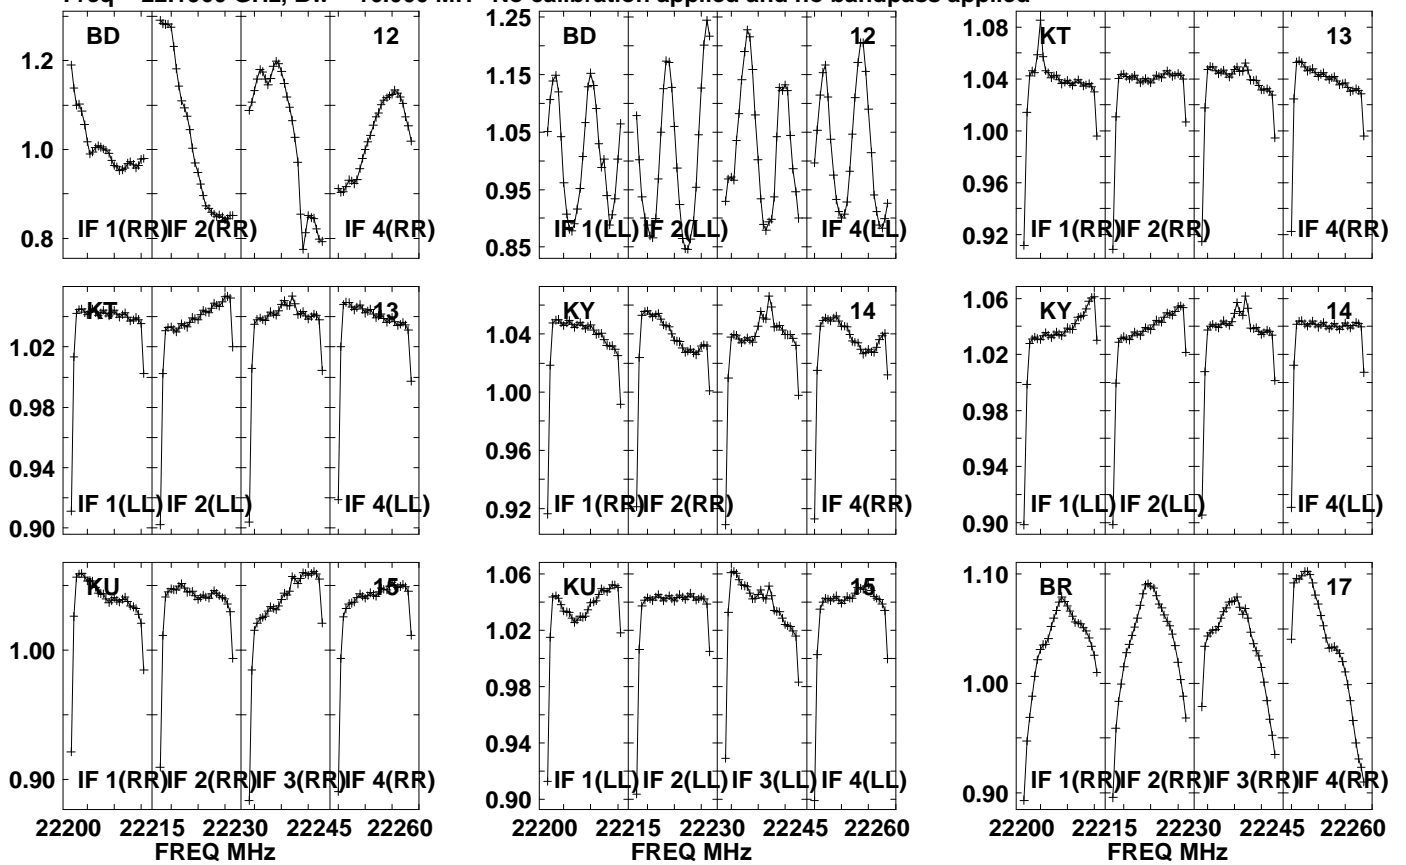 BD 12
1.2
1.0
0.8
IF 1(RR) IF 2(RR) IF 4(RR)
BD 12
1.25
1.15
1.05
0.95
0.85
IF 1(LL) IF 2(LL) IF 4(LL)
KT 13
1.08
1.04
1.00
0.96
0.92
IF 1(RR) IF 2(RR) IF 4(RR)
KT 13
1.02
0.98
0.94
0.90
IF 1(LL) IF 2(LL) IF 4(LL)
KY 14
1.04
1.00
0.96
0.92
IF 1(RR) IF 2(RR) IF 4(RR)
KY 14
1.06
1.02
0.98
0.94
0.90
IF 1(LL) IF 2(LL) IF 4(LL)
KU 15
1.00
0.90
IF 1(RR) IF 2(RR) IF 3(RR) IF 4(RR)
KU 15
1.06
1.02
0.98
0.94
0.90
IF 1(LL) IF 2(LL) IF 3(LL) IF 4(LL)
BR 17
1.10
1.00
0.90
IF 1(RR) IF 2(RR) IF 3(RR) IF 4(RR)
22200 22215 22230 22245 22260
FREQ MHz
22200 22215 22230 22245 22260
FREQ MHz
22200 22215 22230 22245 22260
FREQ MHz